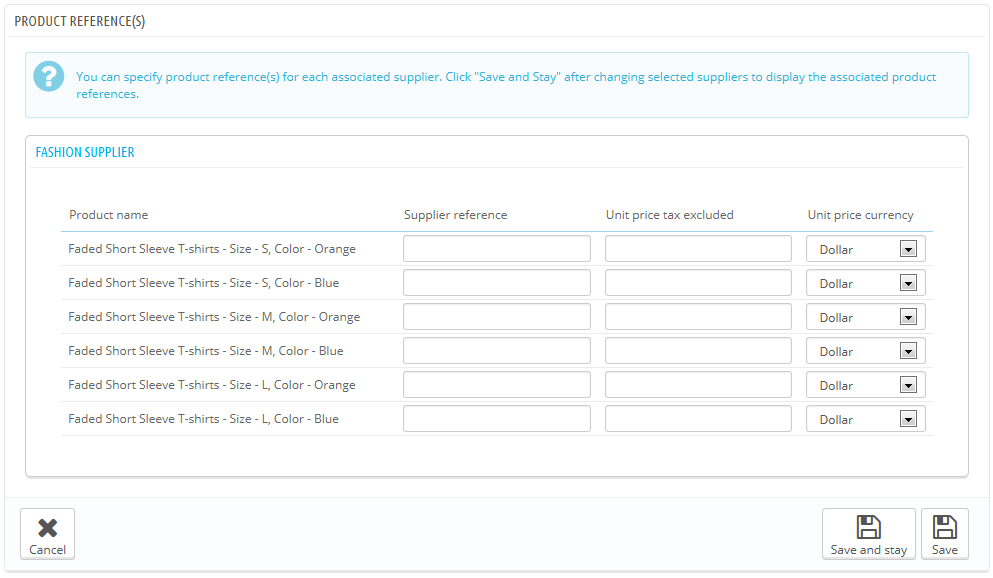 PRODUCT REFERENCE(S)
You can specify product reference(s) for each associated supplier. Click "Save and Stay" after changing selected suppliers to display the associated product
references.
FASHION SUPPLIER
Product name Supplier reference Unit price tax excluded Unit price currency
Faded Short Sleeve T-shirts - Size - S, Color - Orange Dollar
Faded Short Sleeve T-shirts - Size - S, Color - Blue Dollar
Faded Short Sleeve T-shirts - Size - M, Color - Orange Dollar
Faded Short Sleeve T-shirts - Size - M, Color - Blue Dollar
Faded Short Sleeve T-shirts - Size - L, Color - Orange Dollar
Faded Short Sleeve T-shirts - Size - L, Color - Blue Dollar
Cancel Save and stay Save